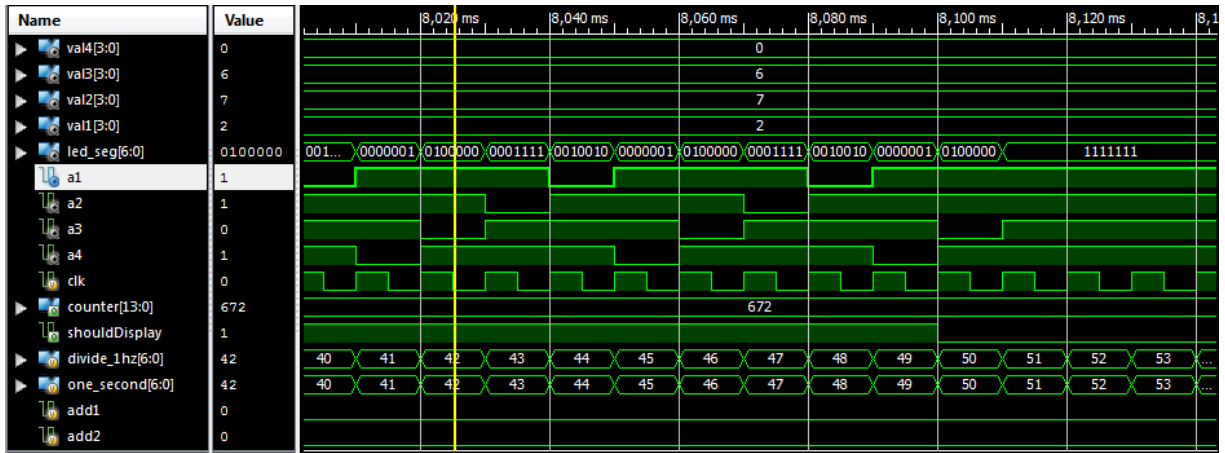 Name Value 8,020 ms 8,040 ms 8,060 ms 8,080 ms 8,100 ms 8,120 ms 8,1
val4[3:0] 0 0
val3[3:0] 6 6
val2[3:0] 7 7
val1[3:0] 2 2
led_seg[6:0] 0100000 001... 0000001 0100000 0001111 0010010 0000001 0100000 0001111 0010010 0000001 0100000 1111111
a1 1
a2 1
a3 0
a4 1
clk 0
counter[13:0] 672 672
shouldDisplay 1
divide_1hz[6:0] 42 40 41 42 43 44 45 46 47 48 49 50 51 52 53 ...
one_second[6:0] 42 40 41 42 43 44 45 46 47 48 49 50 51 52 53 ...
add1 0
add2 0